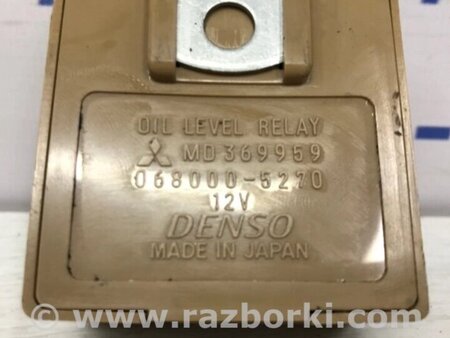 OIL LEVEL RELAY
MD369959
068000-5270
12V
DENSO
MADE IN JAPAN
www.razborki.com